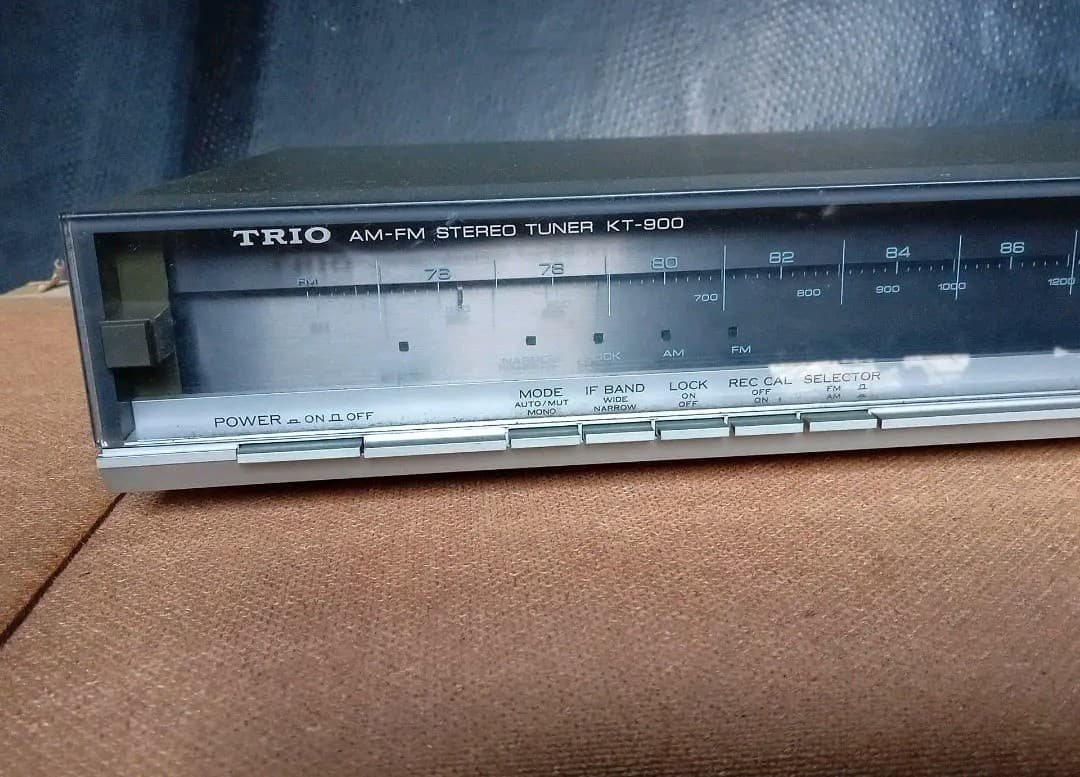 TRIO AM-FM STEREO TUNER KT-900
FM 76 78 80 82 84 86
700 800 900 1000 1200
NARROW LOCK AM FM
POWER ON OFF
MODE IF BAND LOCK REC CAL SELECTOR
AUTO/MUT WIDE ON OFF FM
MONO NARROW OFF ON AM